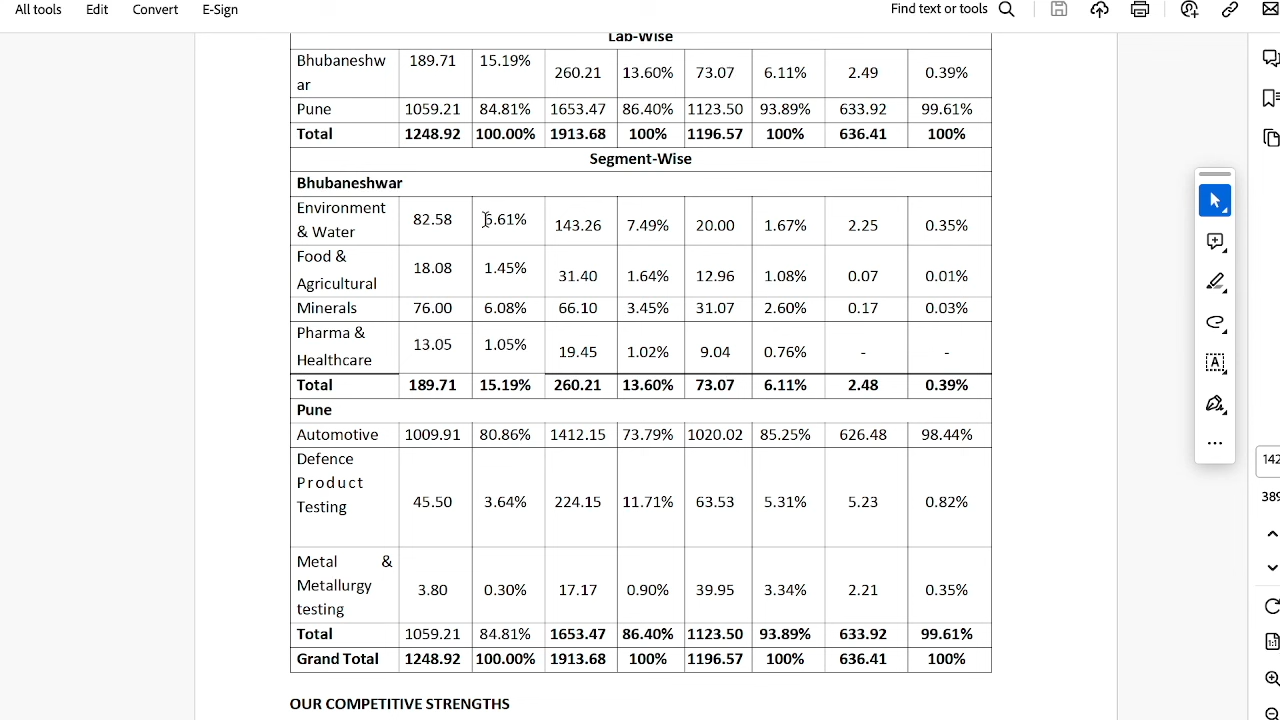 All tools Edit Convert E-Sign Find text or tools
Lab-Wise
Bhubaneshw
ar 189.71 15.19% 260.21 13.60% 73.07 6.11% 2.49 0.39%
Pune 1059.21 84.81% 1653.47 86.40% 1123.50 93.89% 633.92 99.61%
Total 1248.92 100.00% 1913.68 100% 1196.57 100% 636.41 100%
Segment-Wise
Bhubaneshwar
Environment
& Water 82.58 6.61% 143.26 7.49% 20.00 1.67% 2.25 0.35%
Food &
Agricultural 18.08 1.45% 31.40 1.64% 12.96 1.08% 0.07 0.01%
Minerals 76.00 6.08% 66.10 3.45% 31.07 2.60% 0.17 0.03%
Pharma &
Healthcare 13.05 1.05% 19.45 1.02% 9.04 0.76% - -
Total 189.71 15.19% 260.21 13.60% 73.07 6.11% 2.48 0.39%
Pune
Automotive 1009.91 80.86% 1412.15 73.79% 1020.02 85.25% 626.48 98.44%
Defence
Product
Testing 45.50 3.64% 224.15 11.71% 63.53 5.31% 5.23 0.82%
Metal &
Metallurgy
testing 3.80 0.30% 17.17 0.90% 39.95 3.34% 2.21 0.35%
Total 1059.21 84.81% 1653.47 86.40% 1123.50 93.89% 633.92 99.61%
Grand Total 1248.92 100.00% 1913.68 100% 1196.57 100% 636.41 100%
OUR COMPETITIVE STRENGTHS
142
389